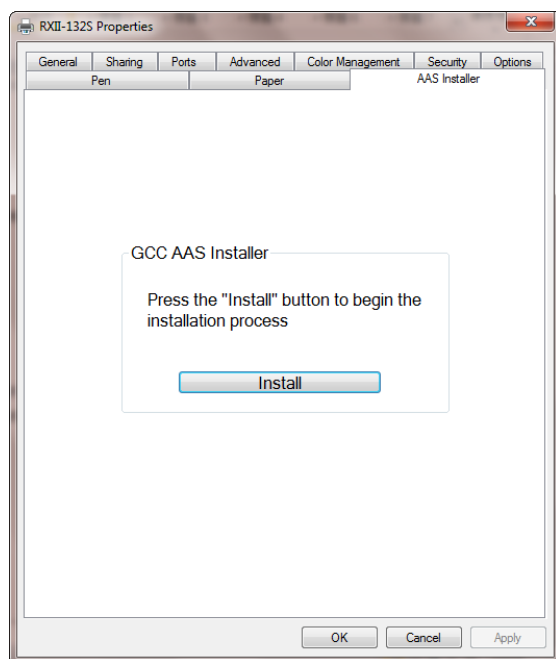 RXII-132S Properties
General Sharing Ports Advanced Color Management Security Options
Pen Paper AAS Installer
GCC AAS Installer
Press the "Install" button to begin the
installation process
Install
OK Cancel Apply